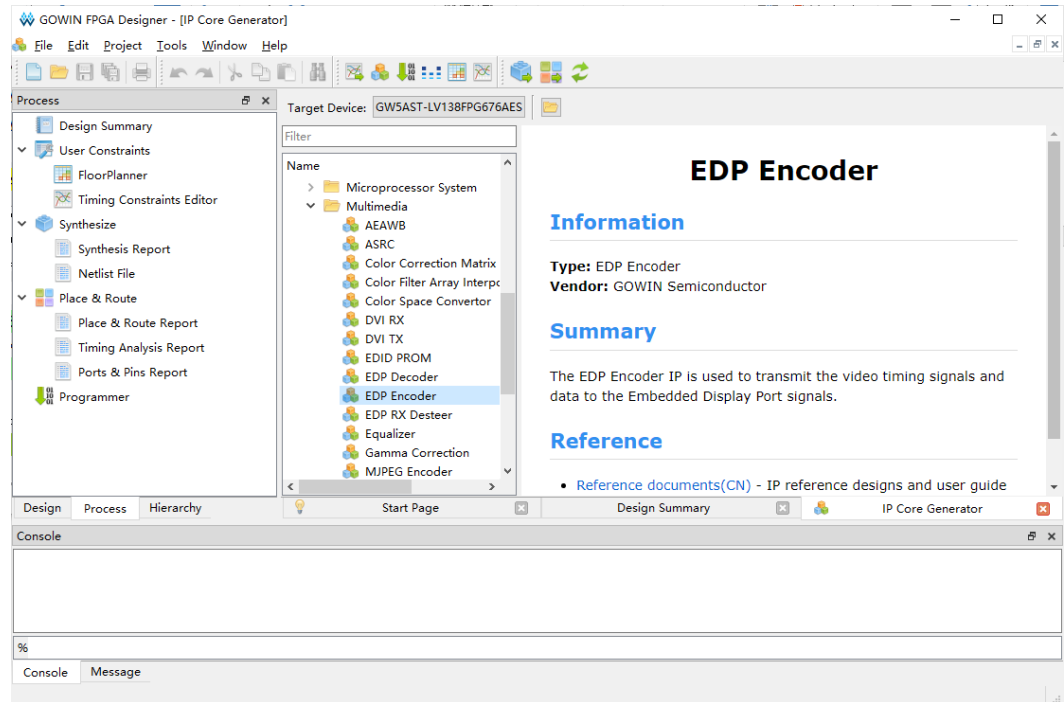 GOWIN FPGA Designer - [IP Core Generator]
File Edit Project Tools Window Help
Process
Design Summary
User Constraints
FloorPlanner
Timing Constraints Editor
Synthesize
Synthesis Report
Netlist File
Place & Route
Place & Route Report
Timing Analysis Report
Ports & Pins Report
Programmer
Design Process Hierarchy
Target Device: GW5AST-LV138FPG676AES
Filter
Name
Microprocessor System
Multimedia
AEAWB
ASRC
Color Correction Matrix
Color Filter Array Interpo
Color Space Convertor
DVI RX
DVI TX
EDID PROM
EDP Decoder
EDP Encoder
EDP RX Desteer
Equalizer
Gamma Correction
MJPEG Encoder
EDP Encoder
Information
Type: EDP Encoder
Vendor: GOWIN Semiconductor
Summary
The EDP Encoder IP is used to transmit the video timing signals and
data to the Embedded Display Port signals.
Reference
• Reference documents(CN) - IP reference designs and user guide
Start Page Design Summary IP Core Generator
Console
%
Console Message